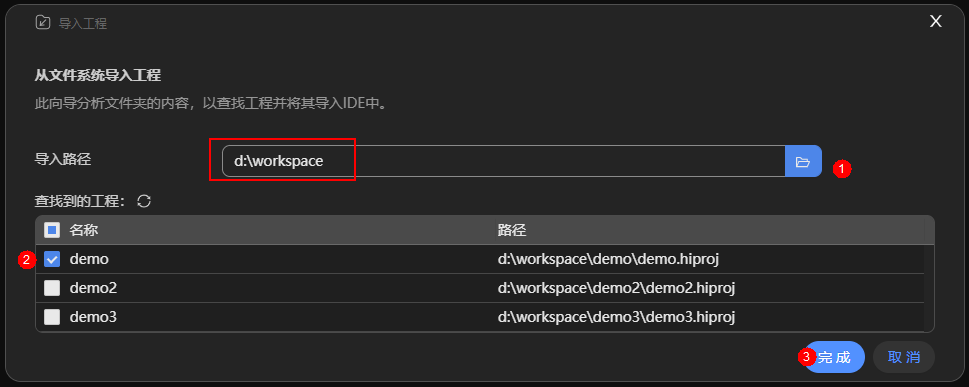 导入工程
X
从文件系统导入工程
此向导分析文件夹的内容，以查找工程并将其导入IDE中。
导入路径 d:\workspace 1
查找到的工程：
名称 路径
2 demo d:\workspace\demo\demo.hiproj
demo2 d:\workspace\demo2\demo2.hiproj
demo3 d:\workspace\demo3\demo3.hiproj
3 完成 取消